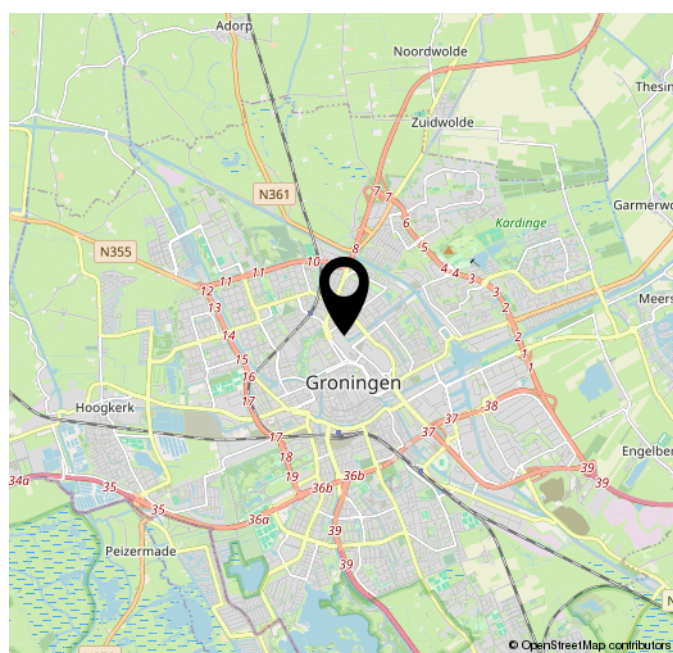 Adorp
Noordwolde
Thesin
Zuidwolde
N361
7
7
Garmerwo
6
Kardinge
5
8
N355
10
11
11
4
4
3
12
3
2
13
Meers
14
2
1
15
1
16
Groningen
38
17
Hoogkerk
37
17
37
Engelber
18
39
34a
35
19
36b
36b
39
35
36a
39
Peizermade
39
N
© OpenStreetMap contributors